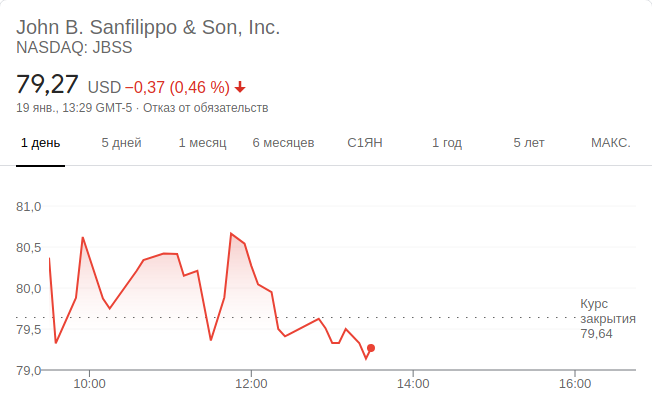 John B. Sanfilippo & Son, Inc.
NASDAQ: JBSS
79,27 USD −0,37 (0,46 %)
19 янв., 13:29 GMT-5 · Отказ от обязательств
1 день 5 дней 1 месяц 6 месяцев С1ЯН 1 год 5 лет МАКС.
81,0
80,5
80,0
Курс
закрытия
79,64
79,5
79,0
10:00 12:00 14:00 16:00